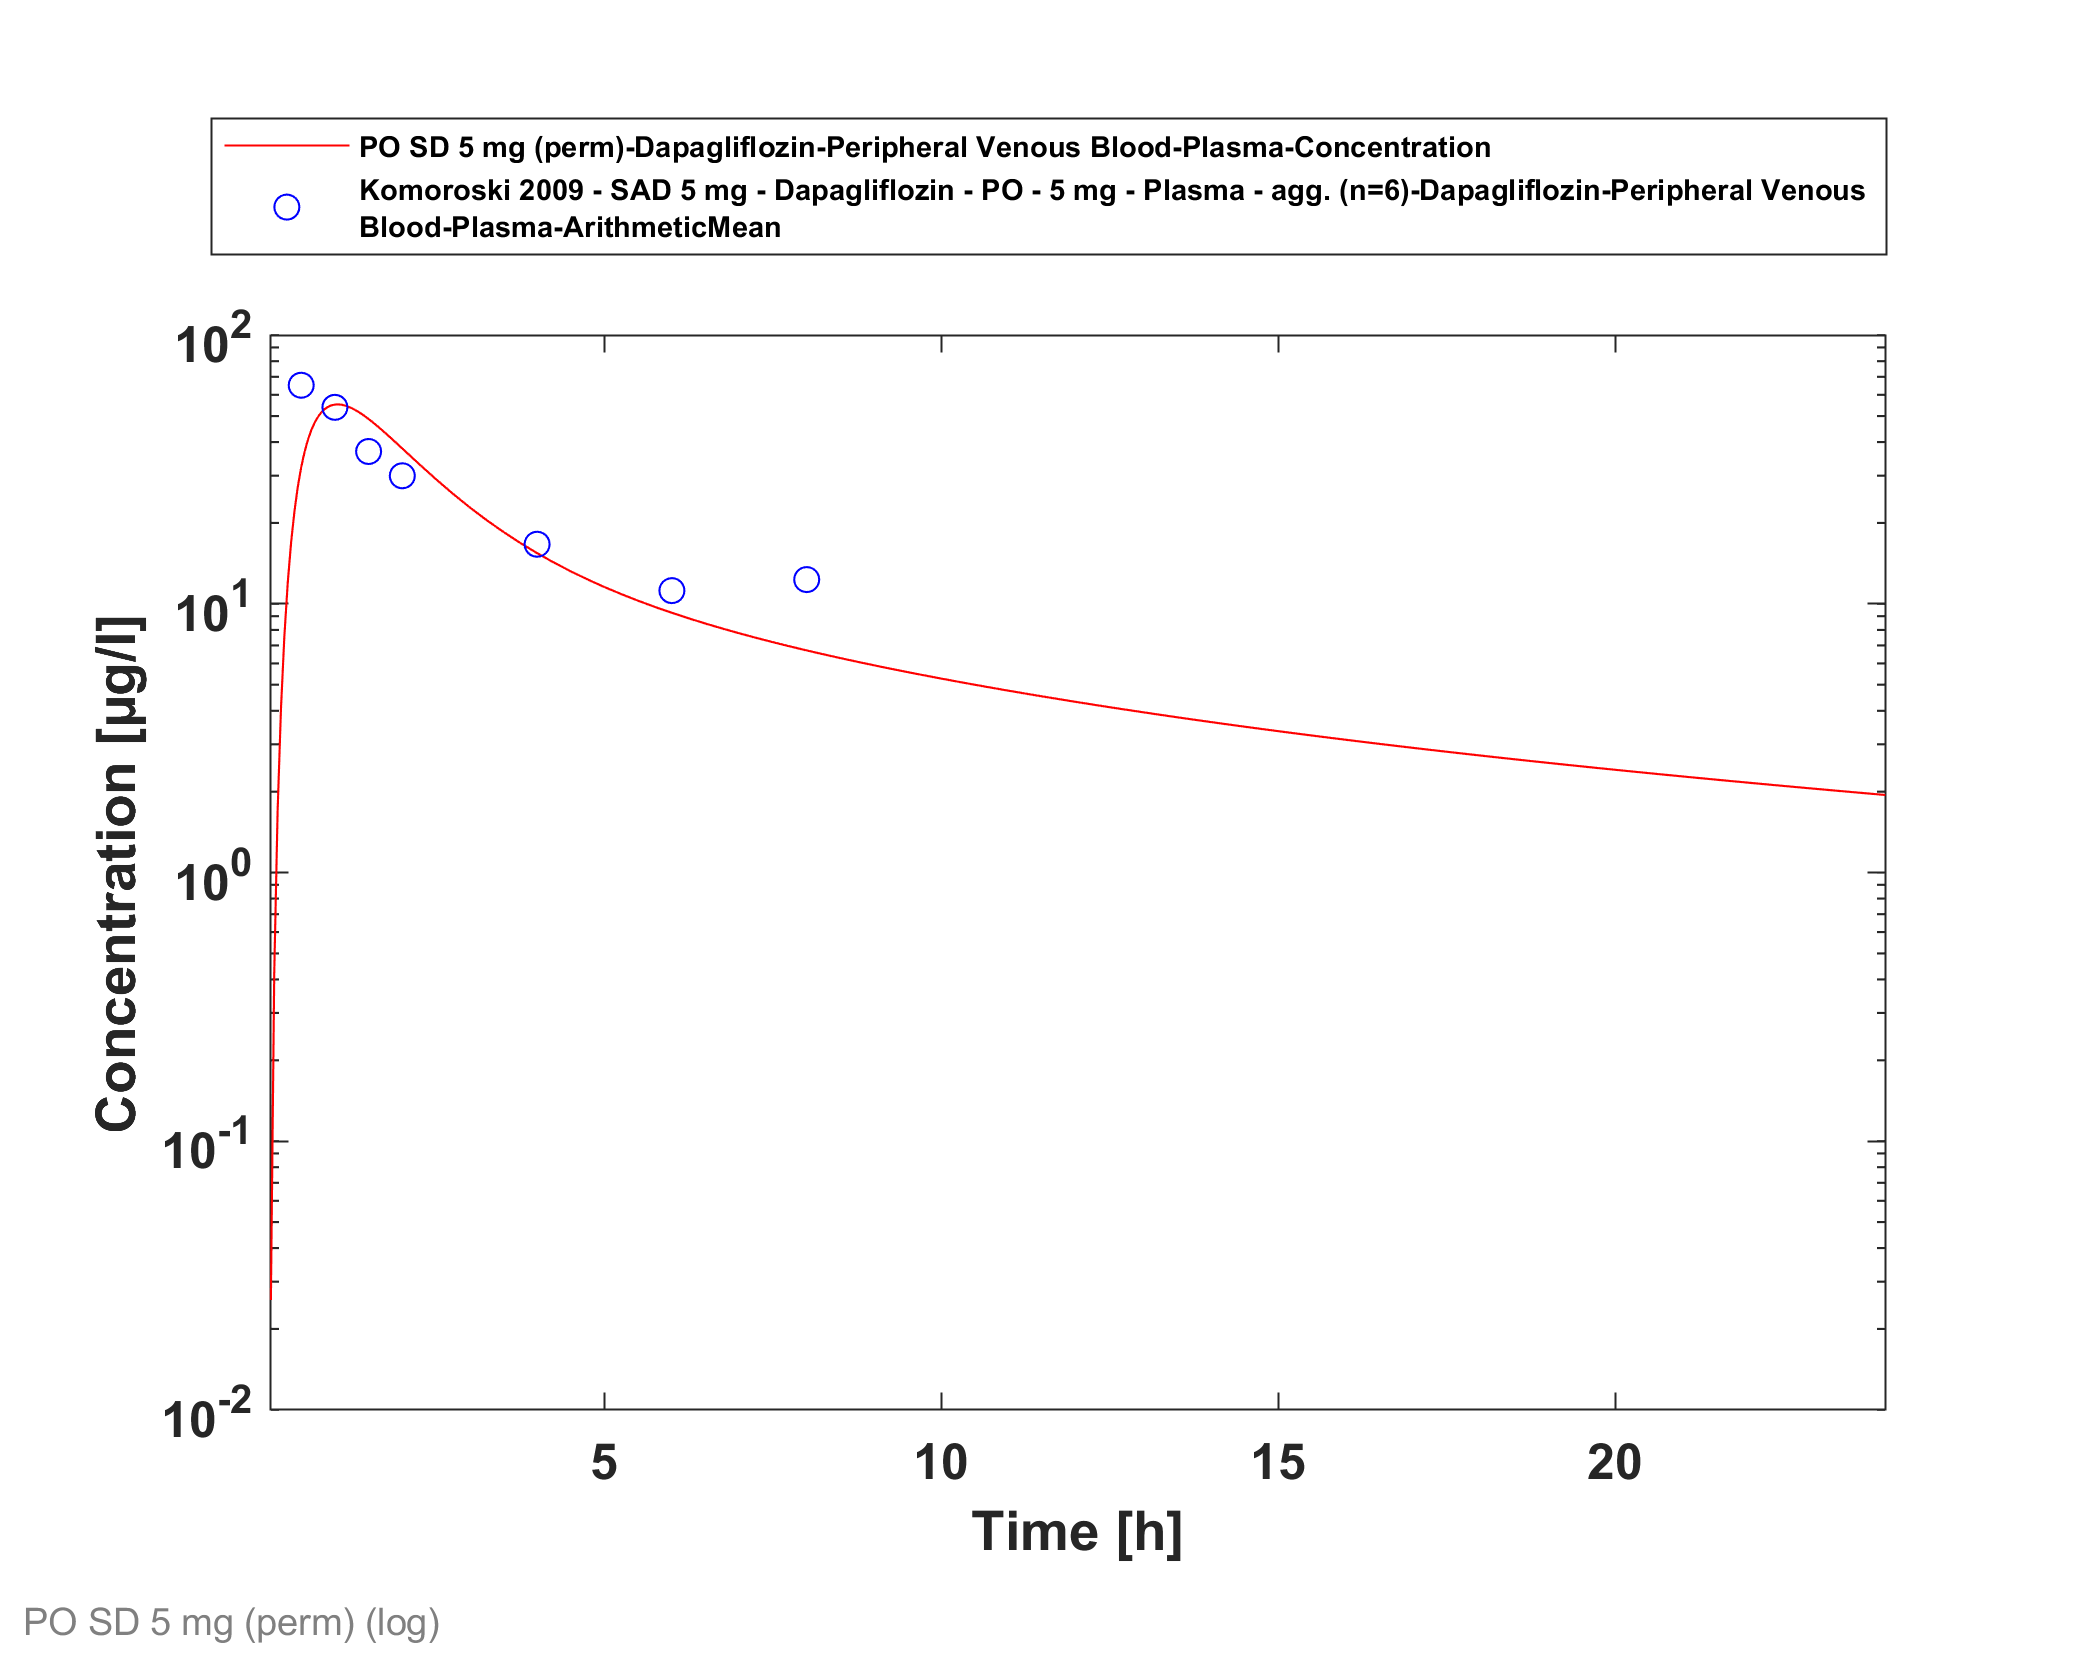 PO SD 5 mg (perm)-Dapagliflozin-Peripheral Venous Blood-Plasma-Concentration
Komoroski 2009 - SAD 5 mg - Dapagliflozin - PO - 5 mg - Plasma - agg. (n=6)-Dapagliflozin-Peripheral Venous
Blood-Plasma-ArithmeticMean
10^2
10^1
10^0
10^-1
10^-2
Concentration [µg/l]
5 10 15 20
Time [h]
PO SD 5 mg (perm) (log)